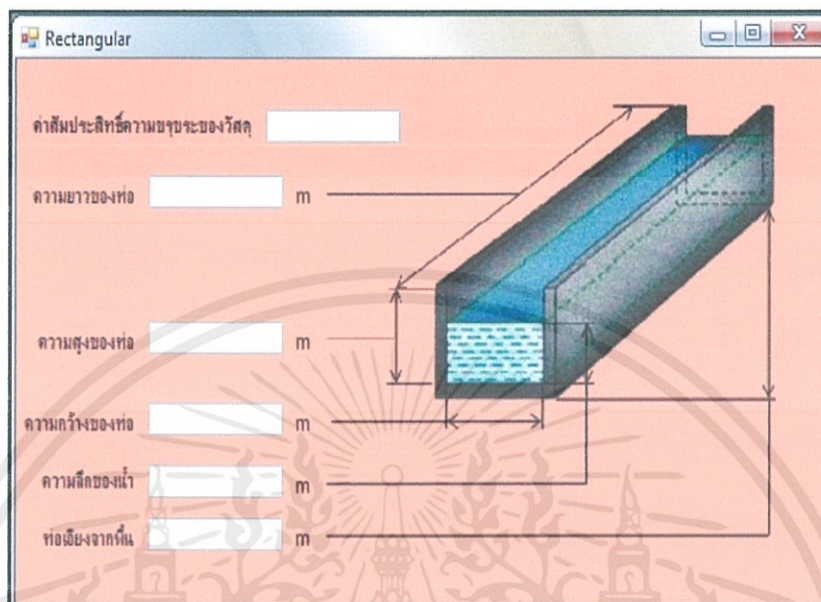 Rectangular
ค่าสัมประสิทธิ์ความขรุขระของวัสดุ
ความยาวของท่อ m
ความสูงของท่อ m
ความกว้างของท่อ m
ความลึกของน้ำ m
ท่อเอียงจากพื้น m